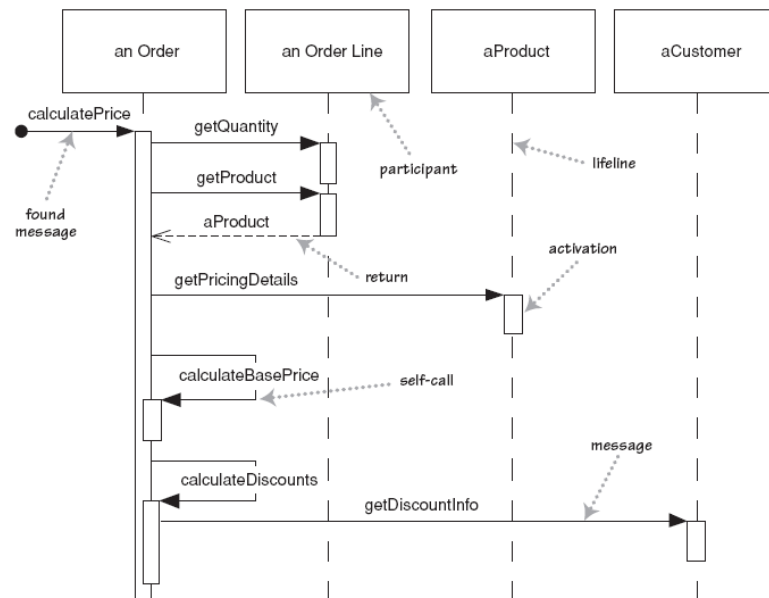 an Order
an Order Line
aProduct
aCustomer
calculatePrice
getQuantity
participant
lifeline
getProduct
found
message
aProduct
activation
return
getPricingDetails
calculateBasePrice
self-call
message
calculateDiscounts
getDiscountInfo